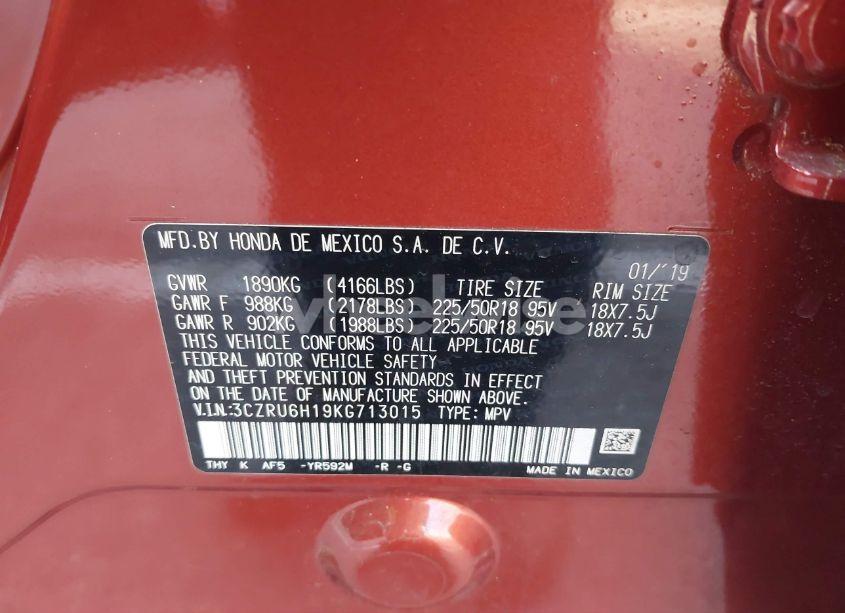 MFD.BY HONDA DE MEXICO S.A. DE C.V.
01/'19
GVWR 1890KG (4166LBS) TIRE SIZE RIM SIZE
GAWR F 988KG (2178LBS) 225/50R18 95V 18X7.5J
GAWR R 902KG (1988LBS) 225/50R18 95V 18X7.5J
THIS VEHICLE CONFORMS TO ALL APPLICABLE
FEDERAL MOTOR VEHICLE SAFETY
AND THEFT PREVENTION STANDARDS IN EFFECT
ON THE DATE OF MANUFACTURE SHOWN ABOVE.
V.I.N:3CZRU6H19KG713015 TYPE: MPV
THY K AF5 -YR592M -R -G
MADE IN MEXICO